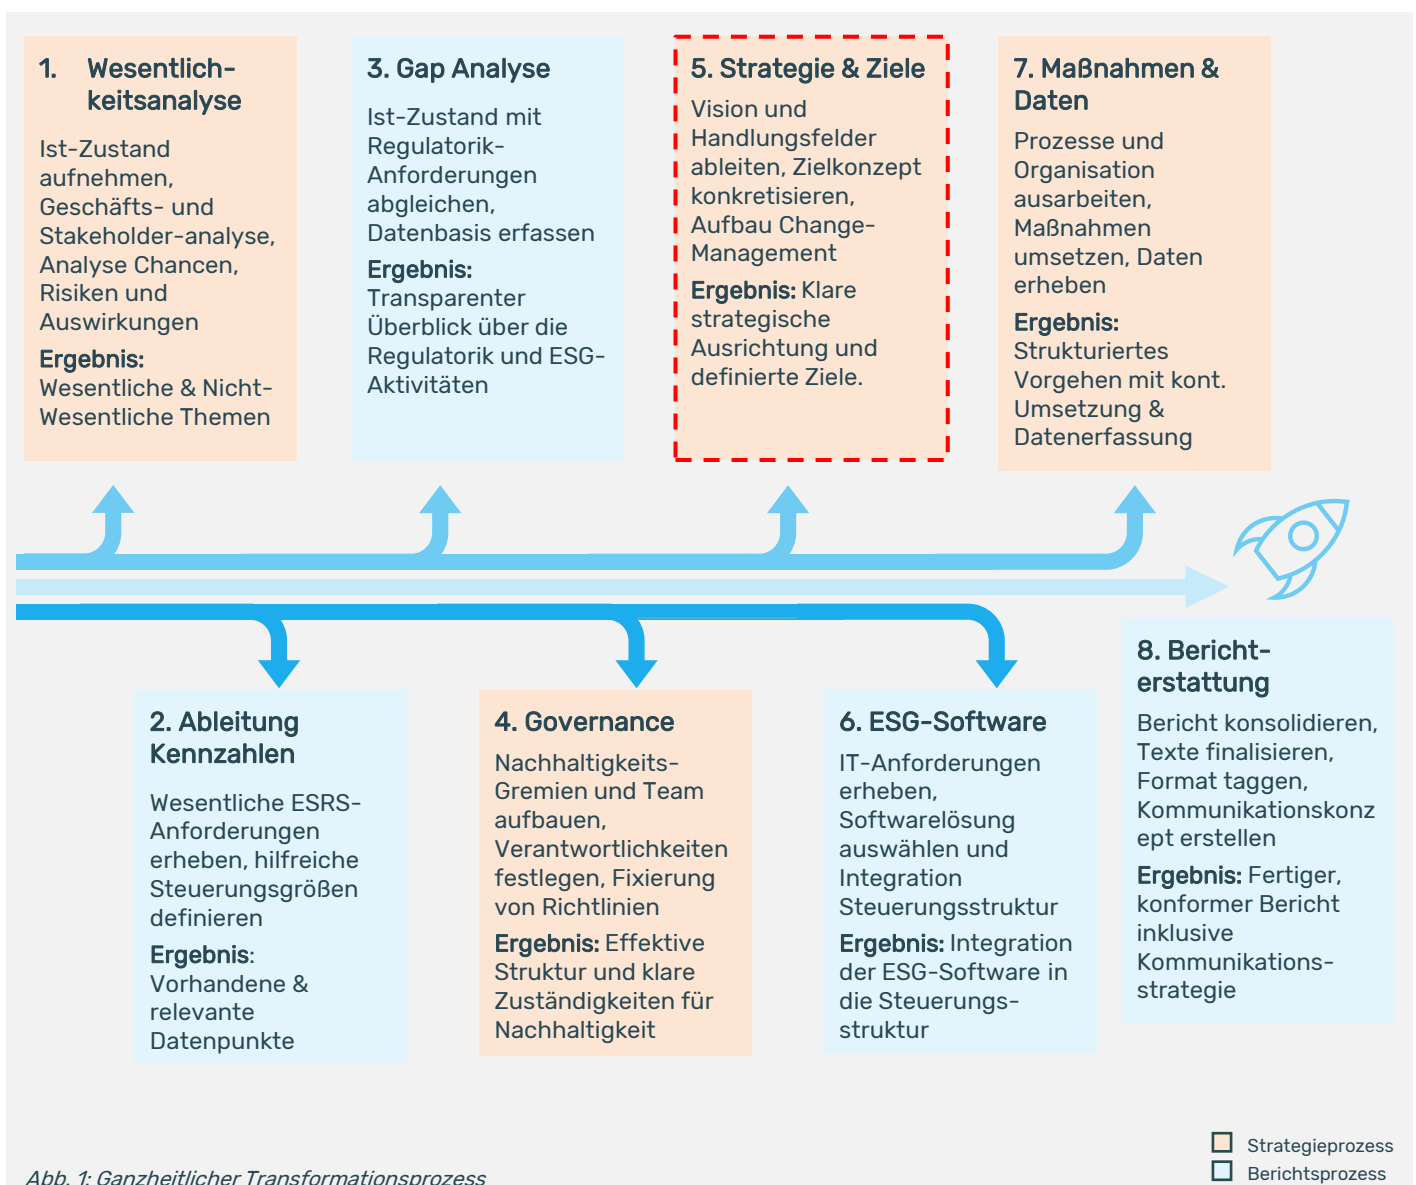 1. Wesentlich-
keitsanalyse
Ist-Zustand
aufnehmen,
Geschäfts- und
Stakeholder-analyse,
Analyse Chancen,
Risiken und
Auswirkungen
Ergebnis:
Wesentliche & Nicht-
Wesentliche Themen
3. Gap Analyse
Ist-Zustand mit
Regulatorik-
Anforderungen
abgleichen,
Datenbasis erfassen
Ergebnis:
Transparenter
Überblick über die
Regulatorik und ESG-
Aktivitäten
5. Strategie & Ziele
Vision und
Handlungsfelder
ableiten, Zielkonzept
konkretisieren,
Aufbau Change-
Management
Ergebnis: Klare
strategische
Ausrichtung und
definierte Ziele.
7. Maßnahmen &
Daten
Prozesse und
Organisation
ausarbeiten,
Maßnahmen
umsetzen, Daten
erheben
Ergebnis:
Strukturiertes
Vorgehen mit kont.
Umsetzung &
Datenerfassung
2. Ableitung
Kennzahlen
Wesentliche ESRS-
Anforderungen
erheben, hilfreiche
Steuerungsgrößen
definieren
Ergebnis:
Vorhandene &
relevante
Datenpunkte
4. Governance
Nachhaltigkeits-
Gremien und Team
aufbauen,
Verantwortlichkeiten
festlegen, Fixierung
von Richtlinien
Ergebnis: Effektive
Struktur und klare
Zuständigkeiten für
Nachhaltigkeit
6. ESG-Software
IT-Anforderungen
erheben,
Softwarelösung
auswählen und
Integration
Steuerungsstruktur
Ergebnis: Integration
der ESG-Software in
die Steuerungs-
struktur
8. Bericht-
erstattung
Bericht konsolidieren,
Texte finalisieren,
Format taggen,
Kommunikationskonz
ept erstellen
Ergebnis: Fertiger,
konformer Bericht
inklusive
Kommunikations-
strategie
Strategieprozess
Berichtsprozess
Abb. 1: Ganzheitlicher Transformationsprozess